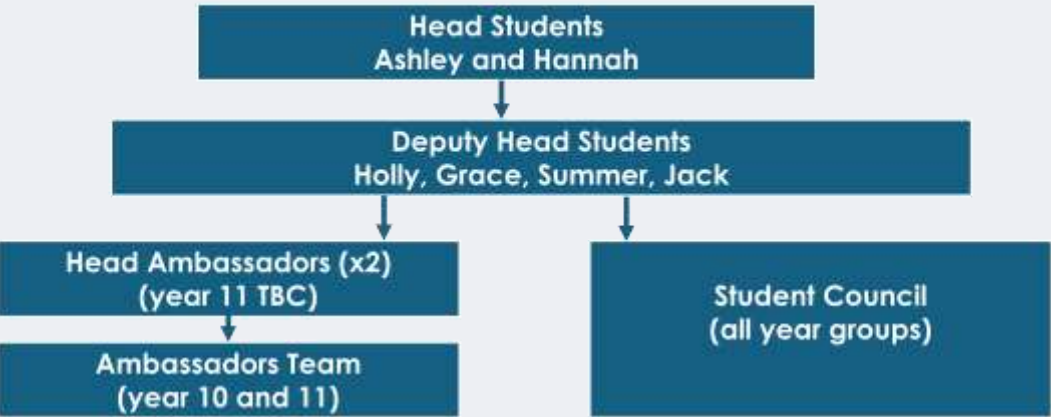 Head Students
Ashley and Hannah
Deputy Head Students
Holly, Grace, Summer, Jack
Head Ambassadors (x2)
(year 11 TBC)
Ambassadors Team
(year 10 and 11)
Student Council
(all year groups)